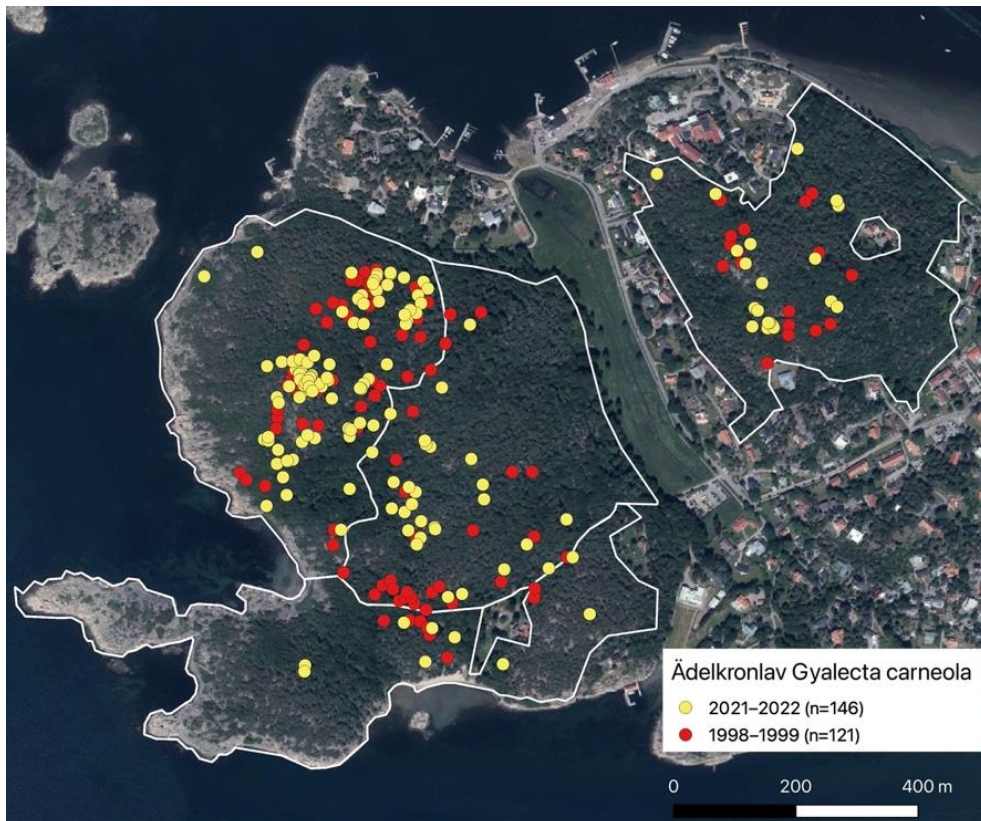 Ädelkronlav Gyalecta carneola
2021–2022 (n=146)
1998–1999 (n=121)
0 200 400 m